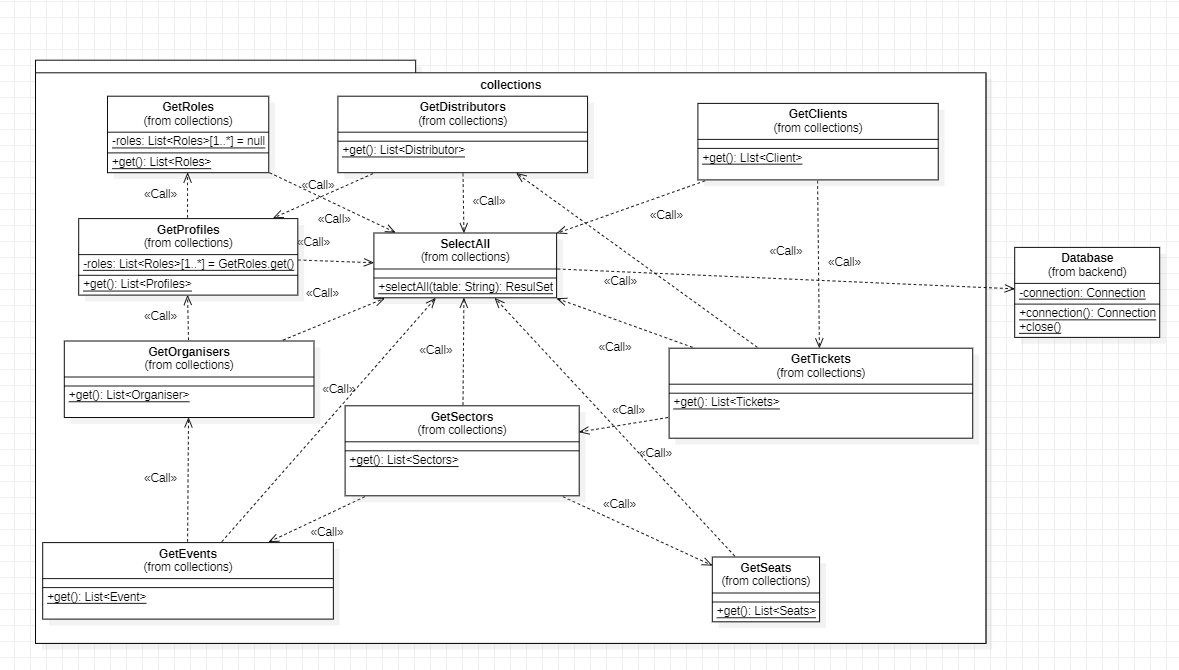 collections
GetRoles
(from collections)
-roles: List<Roles>[1..*] = null
+get(): List<Roles>
GetDistributors
(from collections)
+get(): List<Distributor>
GetClients
(from collections)
+get(): LIst<Client>
«Call»
«Call»
«Call»
«Call»
«Call»
GetProfiles
(from collections)
-roles: List<Roles>[1..*] = GetRoles.get()
+get(): List<Profiles>
«Call»
SelectAll
(from collections)
+selectAll(table: String): ResulSet
«Call»
«Call»
Database
(from backend)
-connection: Connection
+connection(): Connection
+close()
«Call»
«Call»
«Call»
GetOrganisers
(from collections)
+get(): List<Organiser>
«Call»
«Call»
GetTickets
(from collections)
+get(): List<Tickets>
«Call»
«Call»
GetSectors
(from collections)
+get(): List<Sectors>
«Call»
«Call»
«Call»
«Call»
GetEvents
(from collections)
+get(): List<Event>
GetSeats
(from collections)
+get(): List<Seats>